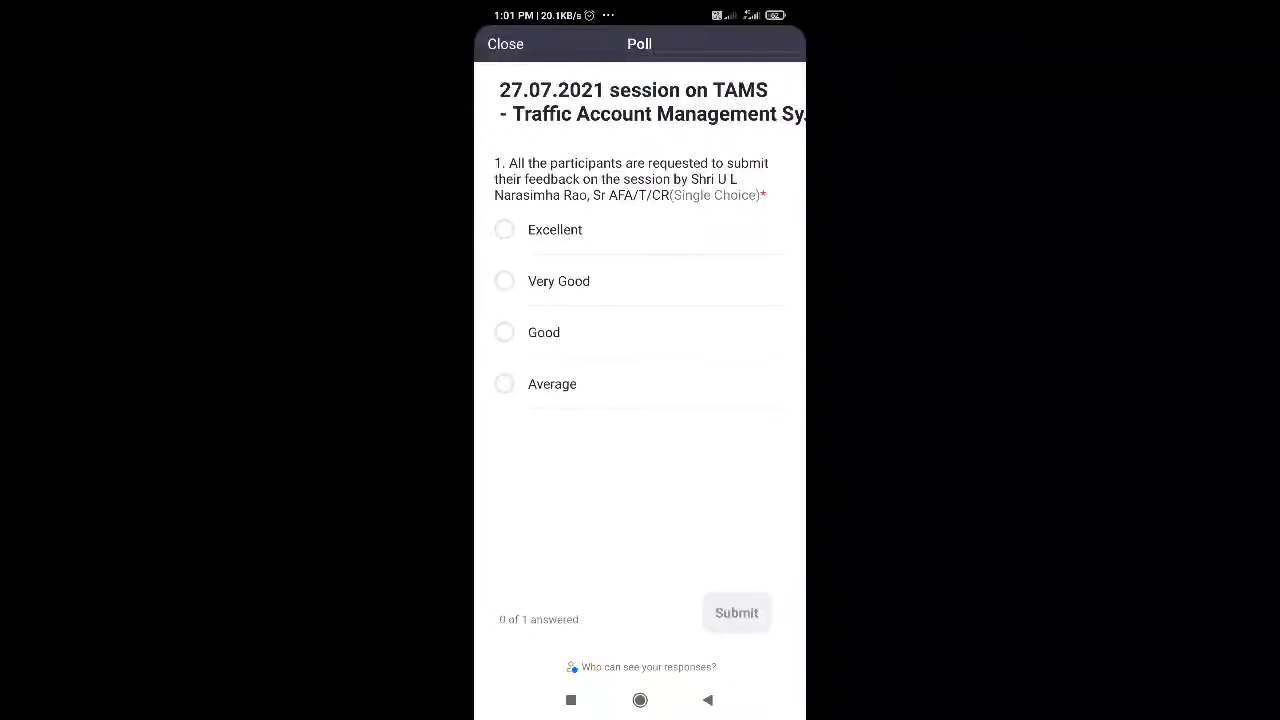 1:01 PM | 20.1KB/s ...
62
Close
Poll
27.07.2021 session on TAMS
- Traffic Account Management Sy.
1. All the participants are requested to submit
their feedback on the session by Shri U L
Narasimha Rao, Sr AFA/T/CR(Single Choice)*
Excellent
Very Good
Good
Average
0 of 1 answered
Submit
Who can see your responses?